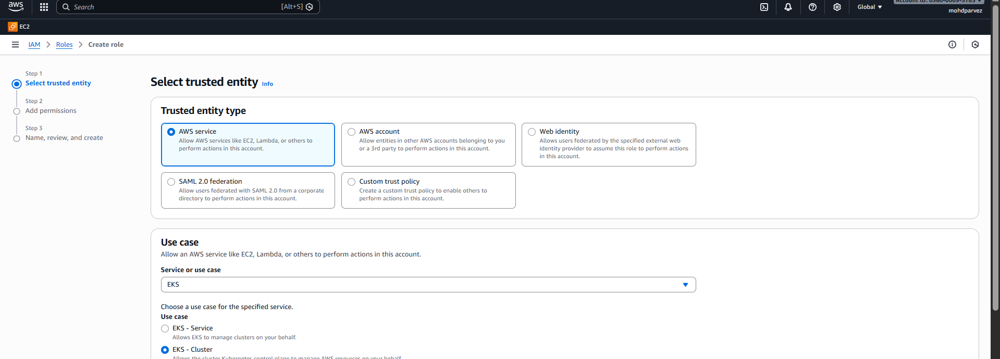 aws
Search
[Alt+S]
Global
Account ID: 0560-0009-5785
mohdparvez
EC2
IAM
Roles
Create role
Step 1
Select trusted entity
Step 2
Add permissions
Step 3
Name, review, and create
Select trusted entity Info
Trusted entity type
AWS service
Allow AWS services like EC2, Lambda, or others to
perform actions in this account.
AWS account
Allow entities in other AWS accounts belonging to you
or a 3rd party to perform actions in this account.
Web identity
Allows users federated by the specified external web
identity provider to assume this role to perform actions
in this account.
SAML 2.0 federation
Allow users federated with SAML 2.0 from a corporate
directory to perform actions in this account.
Custom trust policy
Create a custom trust policy to enable others to
perform actions in this account.
Use case
Allow an AWS service like EC2, Lambda, or others to perform actions in this account.
Service or use case
EKS
Choose a use case for the specified service.
Use case
EKS - Service
Allows EKS to manage clusters on your behalf.
EKS - Cluster
Allows the cluster Kubernetes control plane to manage AWS resources on your behalf.